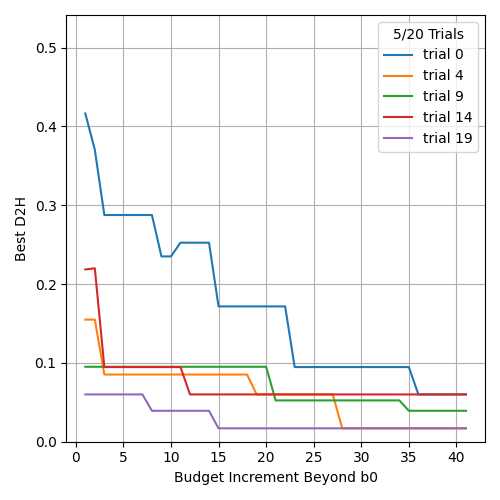 5/20 Trials
trial 0
trial 4
trial 9
trial 14
trial 19
Best D2H
0.5
0.4
0.3
0.2
0.1
0.0
0 5 10 15 20 25 30 35 40
Budget Increment Beyond b0